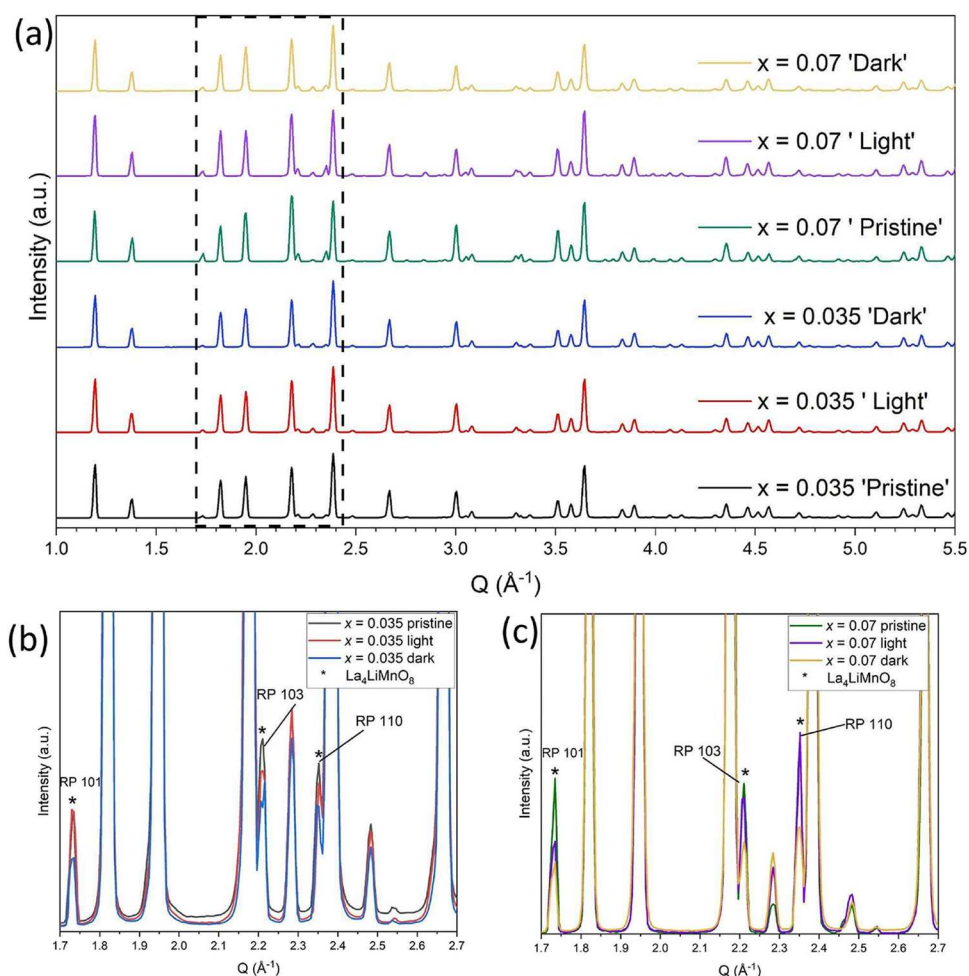 (a)
x = 0.07 'Dark'
x = 0.07 ' Light'
x = 0.07 ' Pristine'
x = 0.035 'Dark'
x = 0.035 ' Light'
x = 0.035 'Pristine'
Intensity (a.u.)
1.0 1.5 2.0 2.5 3.0 3.5 4.0 4.5 5.0 5.5
Q (Å⁻¹)
(b)
x = 0.035 pristine
x = 0.035 light
x = 0.035 dark
* La₄LiMnO₈
RP 101
*
RP 103
*
RP 110
*
Intensity (a.u.)
1.7 1.8 1.9 2.0 2.1 2.2 2.3 2.4 2.5 2.6 2.7
Q (Å⁻¹)
(c)
x = 0.07 pristine
x = 0.07 light
x = 0.07 dark
* La₄LiMnO₈
RP 101
*
RP 103
*
RP 110
*
Intensity (a.u.)
1.7 1.8 1.9 2.0 2.1 2.2 2.3 2.4 2.5 2.6 2.7
Q (Å⁻¹)